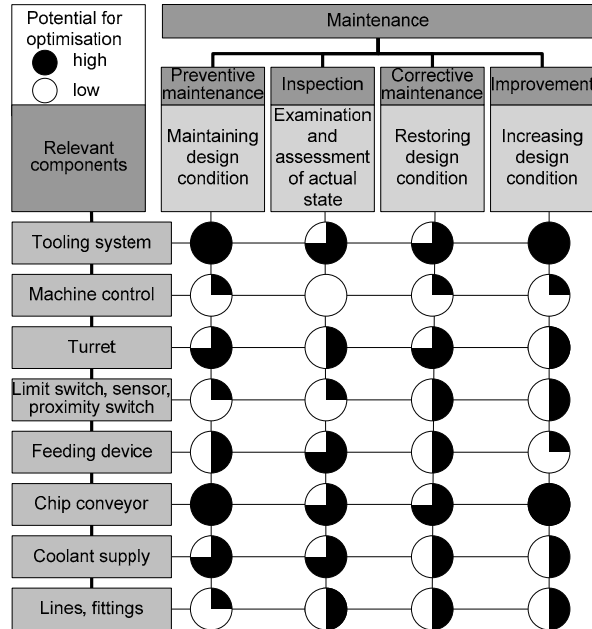 Potential for
optimisation
high
low
Maintenance
Preventive
maintenance
Inspection
Corrective
maintenance
Improvement
Relevant
components
Maintaining
design
condition
Examination
and
assessment
of actual
state
Restoring
design
condition
Increasing
design
condition
Tooling system
Machine control
Turret
Limit switch, sensor,
proximity switch
Feeding device
Chip conveyor
Coolant supply
Lines, fittings